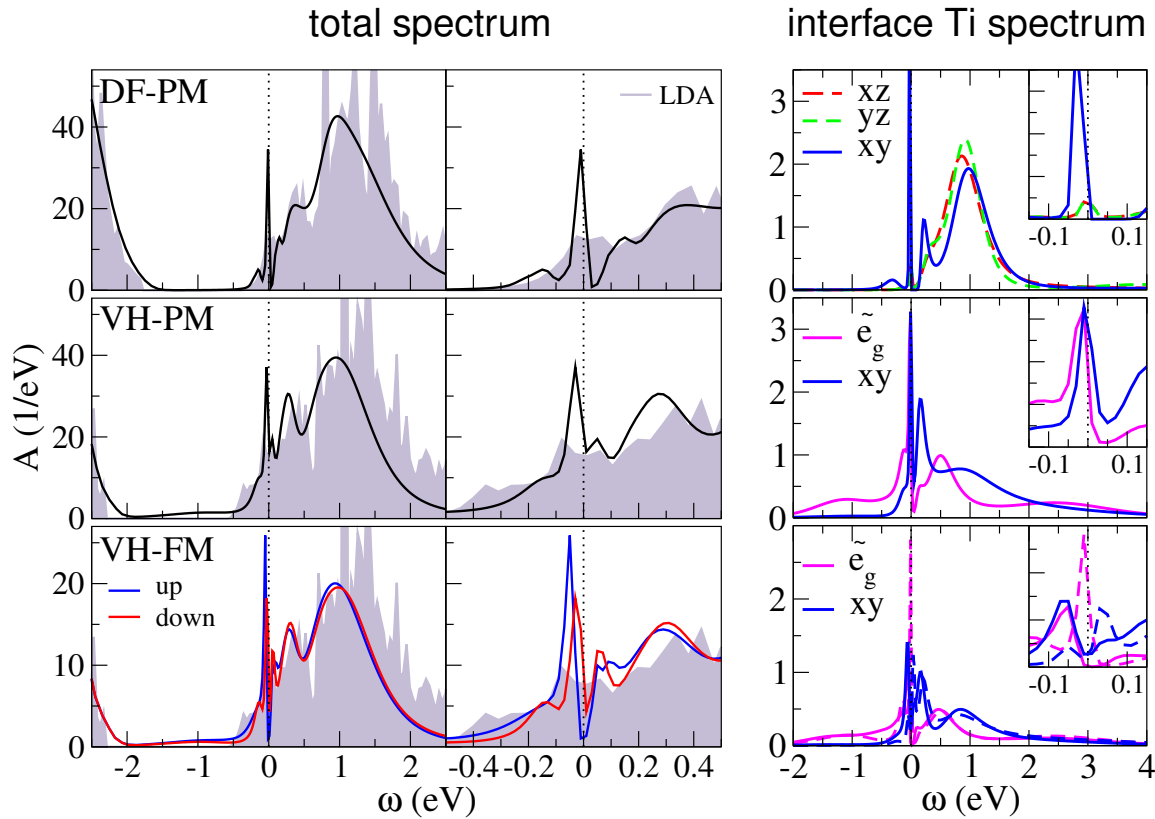 total spectrum
interface Ti spectrum
DF-PM
LDA
40
20
0
3
2
1
0
xz
yz
xy
-0.1 0 0.1
VH-PM
40
20
0
3
2
1
0
ẽg
xy
-0.1 0 0.1
A (1/eV)
VH-FM
up
down
20
10
0
2
1
0
ẽg
xy
-0.1 0 0.1
-2 -1 0 1 2
-0.4 -0.2 0 0.2 0.4
-2 -1 0 1 2 3 4
ω (eV)
ω (eV)
ω (eV)